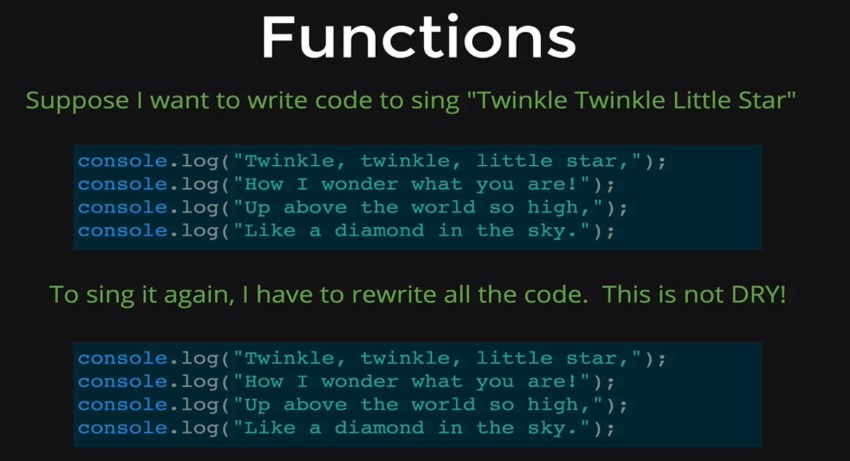 Functions
Suppose I want to write code to sing "Twinkle Twinkle Little Star"
console.log("Twinkle, twinkle, little star,");
console.log("How I wonder what you are!");
console.log("Up above the world so high,");
console.log("Like a diamond in the sky.");
To sing it again, I have to rewrite all the code.  This is not DRY!
console.log("Twinkle, twinkle, little star,");
console.log("How I wonder what you are!");
console.log("Up above the world so high,");
console.log("Like a diamond in the sky.");